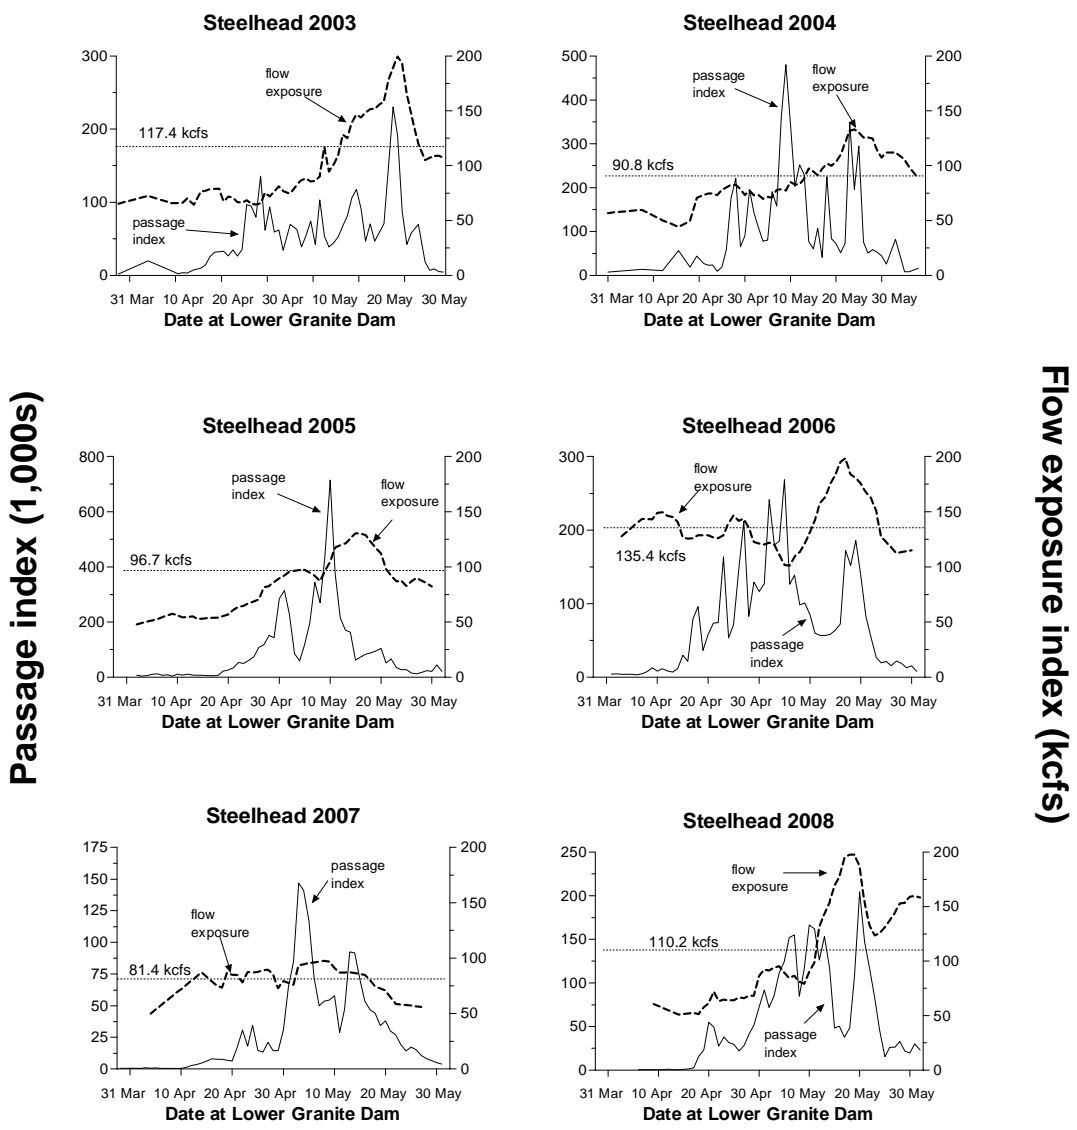 Steelhead 2003
300
200
100
0
200
150
100
50
0
flow
exposure
117.4 kcfs
passage
index
31 Mar 10 Apr 20 Apr 30 Apr 10 May 20 May 30 May
Date at Lower Granite Dam
Steelhead 2004
500
400
300
200
100
0
200
150
100
50
0
passage
index
flow
exposure
90.8 kcfs
31 Mar 10 Apr 20 Apr 30 Apr 10 May 20 May 30 May
Date at Lower Granite Dam
Passage index (1,000s)
Flow exposure index (kcfs)
Steelhead 2005
800
600
400
200
0
200
150
100
50
0
passage
index
flow
exposure
96.7 kcfs
31 Mar 10 Apr 20 Apr 30 Apr 10 May 20 May 30 May
Date at Lower Granite Dam
Steelhead 2006
300
200
100
0
200
150
100
50
0
flow
exposure
135.4 kcfs
passage
index
31 Mar 10 Apr 20 Apr 30 Apr 10 May 20 May 30 May
Date at Lower Granite Dam
Steelhead 2007
175
150
125
100
75
50
25
0
200
150
100
50
0
passage
index
flow
exposure
81.4 kcfs
31 Mar 10 Apr 20 Apr 30 Apr 10 May 20 May 30 May
Date at Lower Granite Dam
Steelhead 2008
250
200
150
100
50
0
200
150
100
50
0
flow
exposure
110.2 kcfs
passage
index
31 Mar 10 Apr 20 Apr 30 Apr 10 May 20 May 30 May
Date at Lower Granite Dam